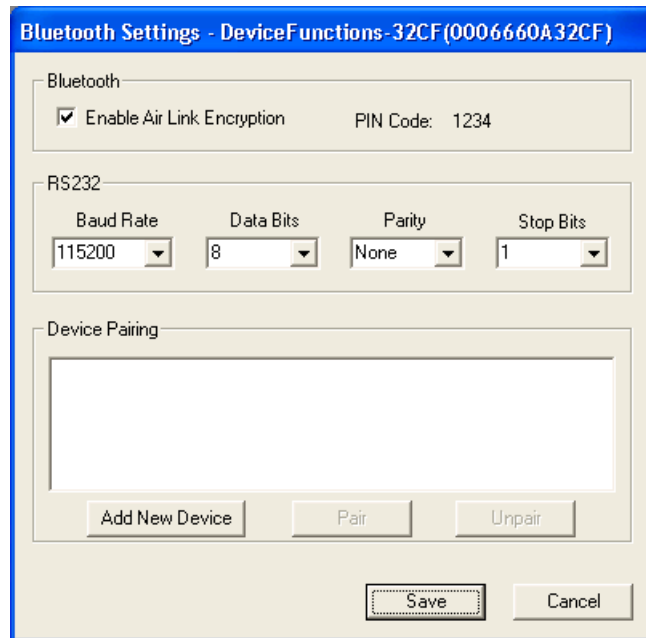 Bluetooth Settings - DeviceFunctions-32CF(0006660A32CF)
Bluetooth
Enable Air Link Encryption PIN Code: 1234
RS232
Baud Rate Data Bits Parity Stop Bits
115200 8 None 1
Device Pairing
Add New Device Pair Unpair
Save Cancel